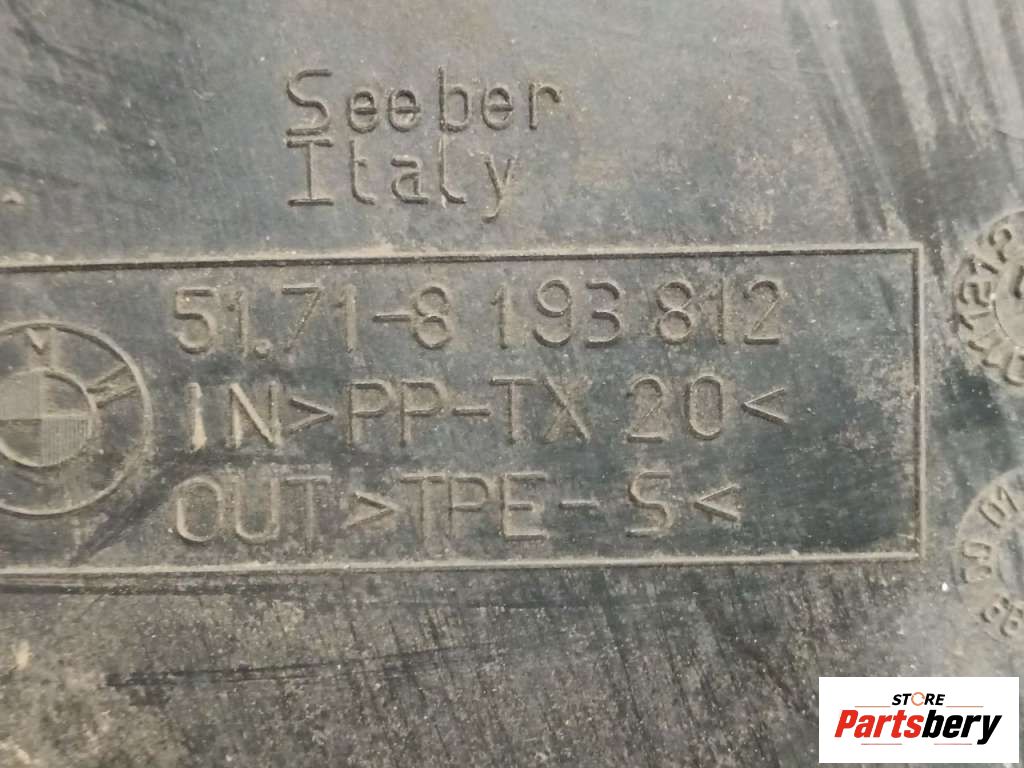 Seeber
Italy
51.71-8 193 812
IN>PP-TX 20<
OUT>TPE-S<
STORE
Partsbery